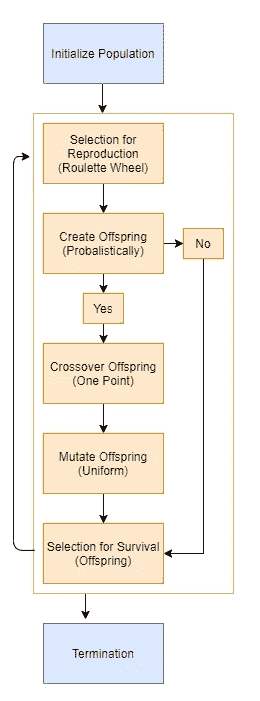 Initialize Population
Selection for
Reproduction
(Roulette Wheel)
Create Offspring
(Probalistically)
No
Yes
Crossover Offspring
(One Point)
Mutate Offspring
(Uniform)
Selection for Survival
(Offspring)
Termination